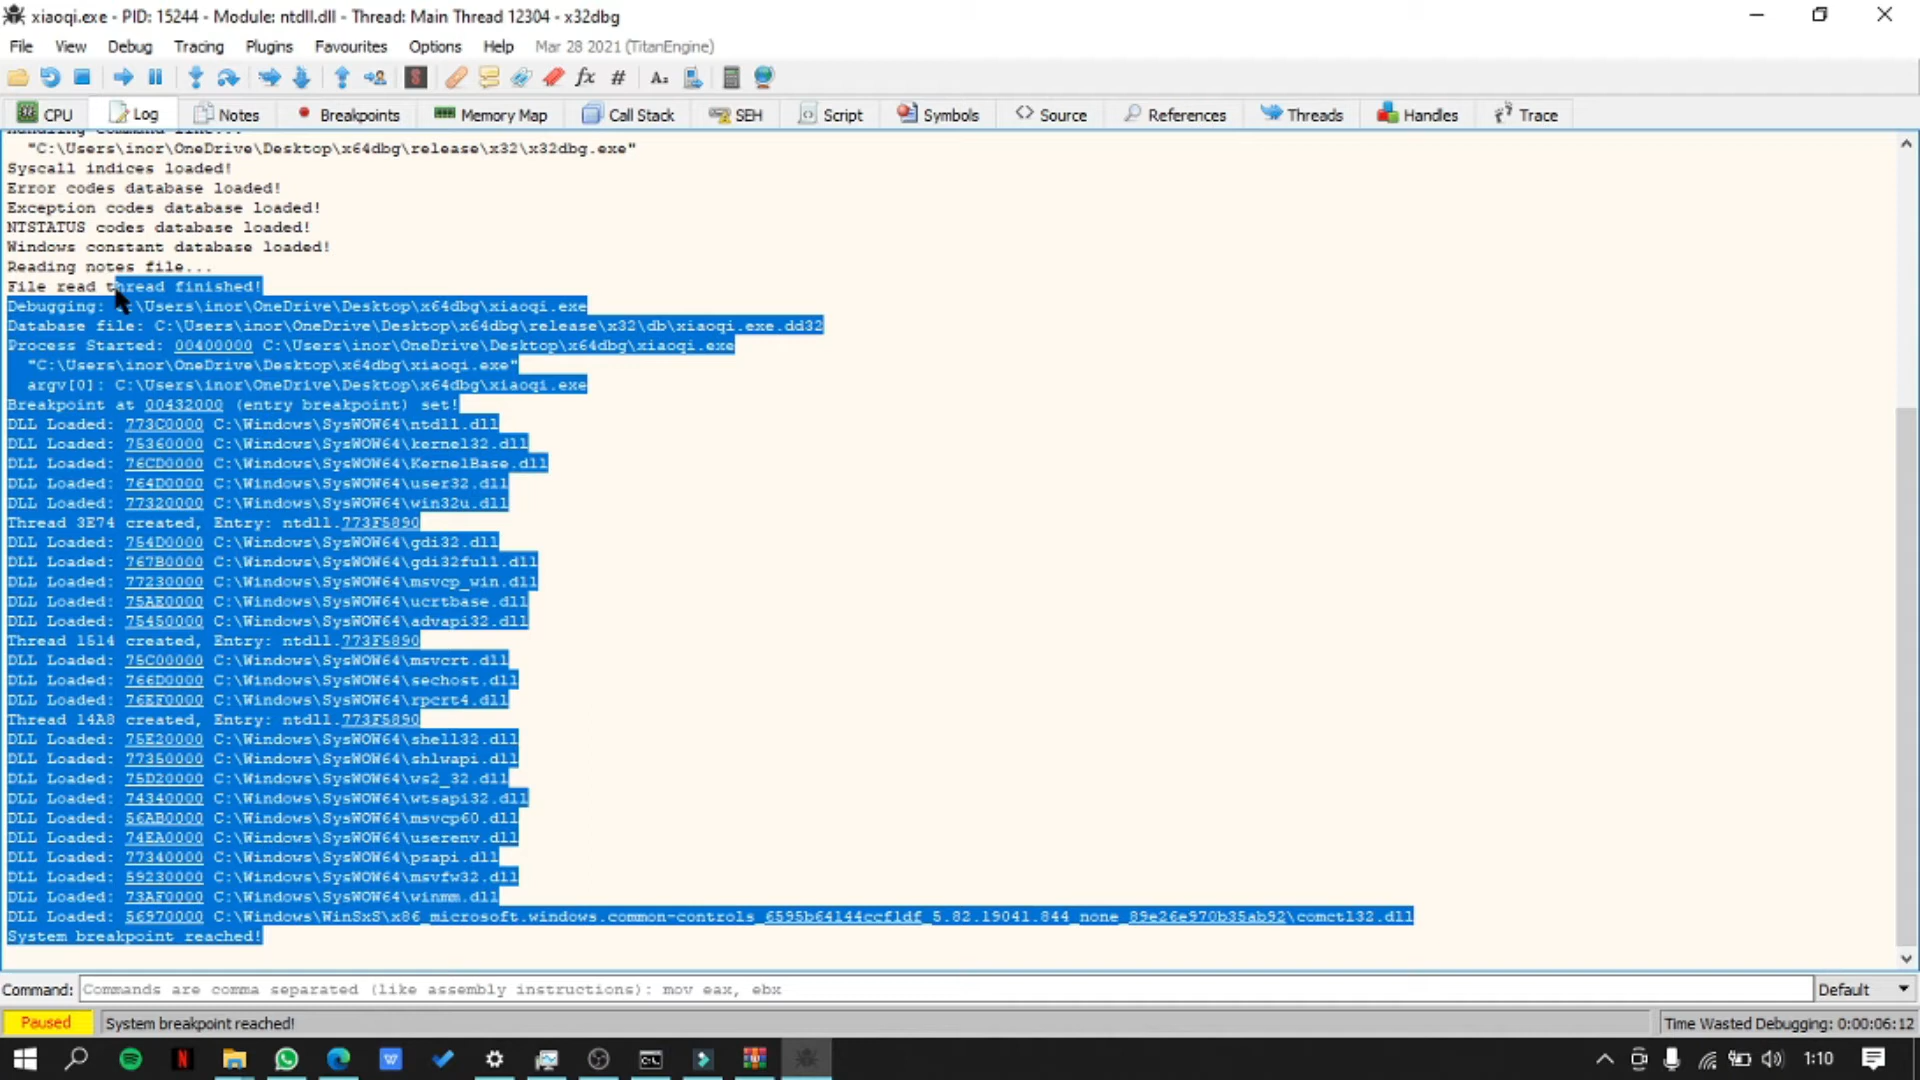 xiaoqi.exe - PID: 15244 - Module: ntdll.dll - Thread: Main Thread 12304 - x32dbg
File View Debug Tracing Plugins Favourites Options Help Mar 28 2021 (TitanEngine)
CPU Log Notes Breakpoints Memory Map Call Stack SEH Script Symbols Source References Threads Handles Trace
Handling command line...
"C:\Users\inor\OneDrive\Desktop\x64dbg\release\x32\x32dbg.exe"
Syscall indices loaded!
Error codes database loaded!
Exception codes database loaded!
NTSTATUS codes database loaded!
Windows constant database loaded!
Reading notes file...
File read thread finished!
Debugging: \Users\inor\OneDrive\Desktop\x64dbg\xiaoqi.exe
Database file: C:\Users\inor\OneDrive\Desktop\x64dbg\release\x32\db\xiaoqi.exe.dd32
Process Started: 00400000 C:\Users\inor\OneDrive\Desktop\x64dbg\xiaoqi.exe
"C:\Users\inor\OneDrive\Desktop\x64dbg\xiaoqi.exe"
argv[0]: C:\Users\inor\OneDrive\Desktop\x64dbg\xiaoqi.exe
Breakpoint at 00432000 (entry breakpoint) set!
DLL Loaded: 773C0000 C:\Windows\SysWOW64\ntdll.dll
DLL Loaded: 75360000 C:\Windows\SysWOW64\kernel32.dll
DLL Loaded: 76CD0000 C:\Windows\SysWOW64\KernelBase.dll
DLL Loaded: 764D0000 C:\Windows\SysWOW64\user32.dll
DLL Loaded: 77320000 C:\Windows\SysWOW64\win32u.dll
Thread 3E74 created, Entry: ntdll.773F5890
DLL Loaded: 754D0000 C:\Windows\SysWOW64\gdi32.dll
DLL Loaded: 767B0000 C:\Windows\SysWOW64\gdi32full.dll
DLL Loaded: 77230000 C:\Windows\SysWOW64\msvcp_win.dll
DLL Loaded: 75AE0000 C:\Windows\SysWOW64\ucrtbase.dll
DLL Loaded: 75450000 C:\Windows\SysWOW64\advapi32.dll
Thread 1514 created, Entry: ntdll.773F5890
DLL Loaded: 75C00000 C:\Windows\SysWOW64\msvcrt.dll
DLL Loaded: 766D0000 C:\Windows\SysWOW64\sechost.dll
DLL Loaded: 76EF0000 C:\Windows\SysWOW64\rpcrt4.dll
Thread 14A8 created, Entry: ntdll.773F5890
DLL Loaded: 75E20000 C:\Windows\SysWOW64\shell32.dll
DLL Loaded: 77350000 C:\Windows\SysWOW64\shlwapi.dll
DLL Loaded: 75D20000 C:\Windows\SysWOW64\ws2_32.dll
DLL Loaded: 74340000 C:\Windows\SysWOW64\wtsapi32.dll
DLL Loaded: 56AB0000 C:\Windows\SysWOW64\msvcp60.dll
DLL Loaded: 74EA0000 C:\Windows\SysWOW64\userenv.dll
DLL Loaded: 77340000 C:\Windows\SysWOW64\psapi.dll
DLL Loaded: 59230000 C:\Windows\SysWOW64\msvfw32.dll
DLL Loaded: 73AF0000 C:\Windows\SysWOW64\winmm.dll
DLL Loaded: 56970000 C:\Windows\WinSxS\x86_microsoft.windows.common-controls_6595b64144ccf1df_5.82.19041.844_none_89e26e970b35ab92\comctl32.dll
System breakpoint reached!
Command: Commands are comma separated (like assembly instructions): mov eax, ebx Default
Paused System breakpoint reached! Time Wasted Debugging: 0:00:06:12
1:10